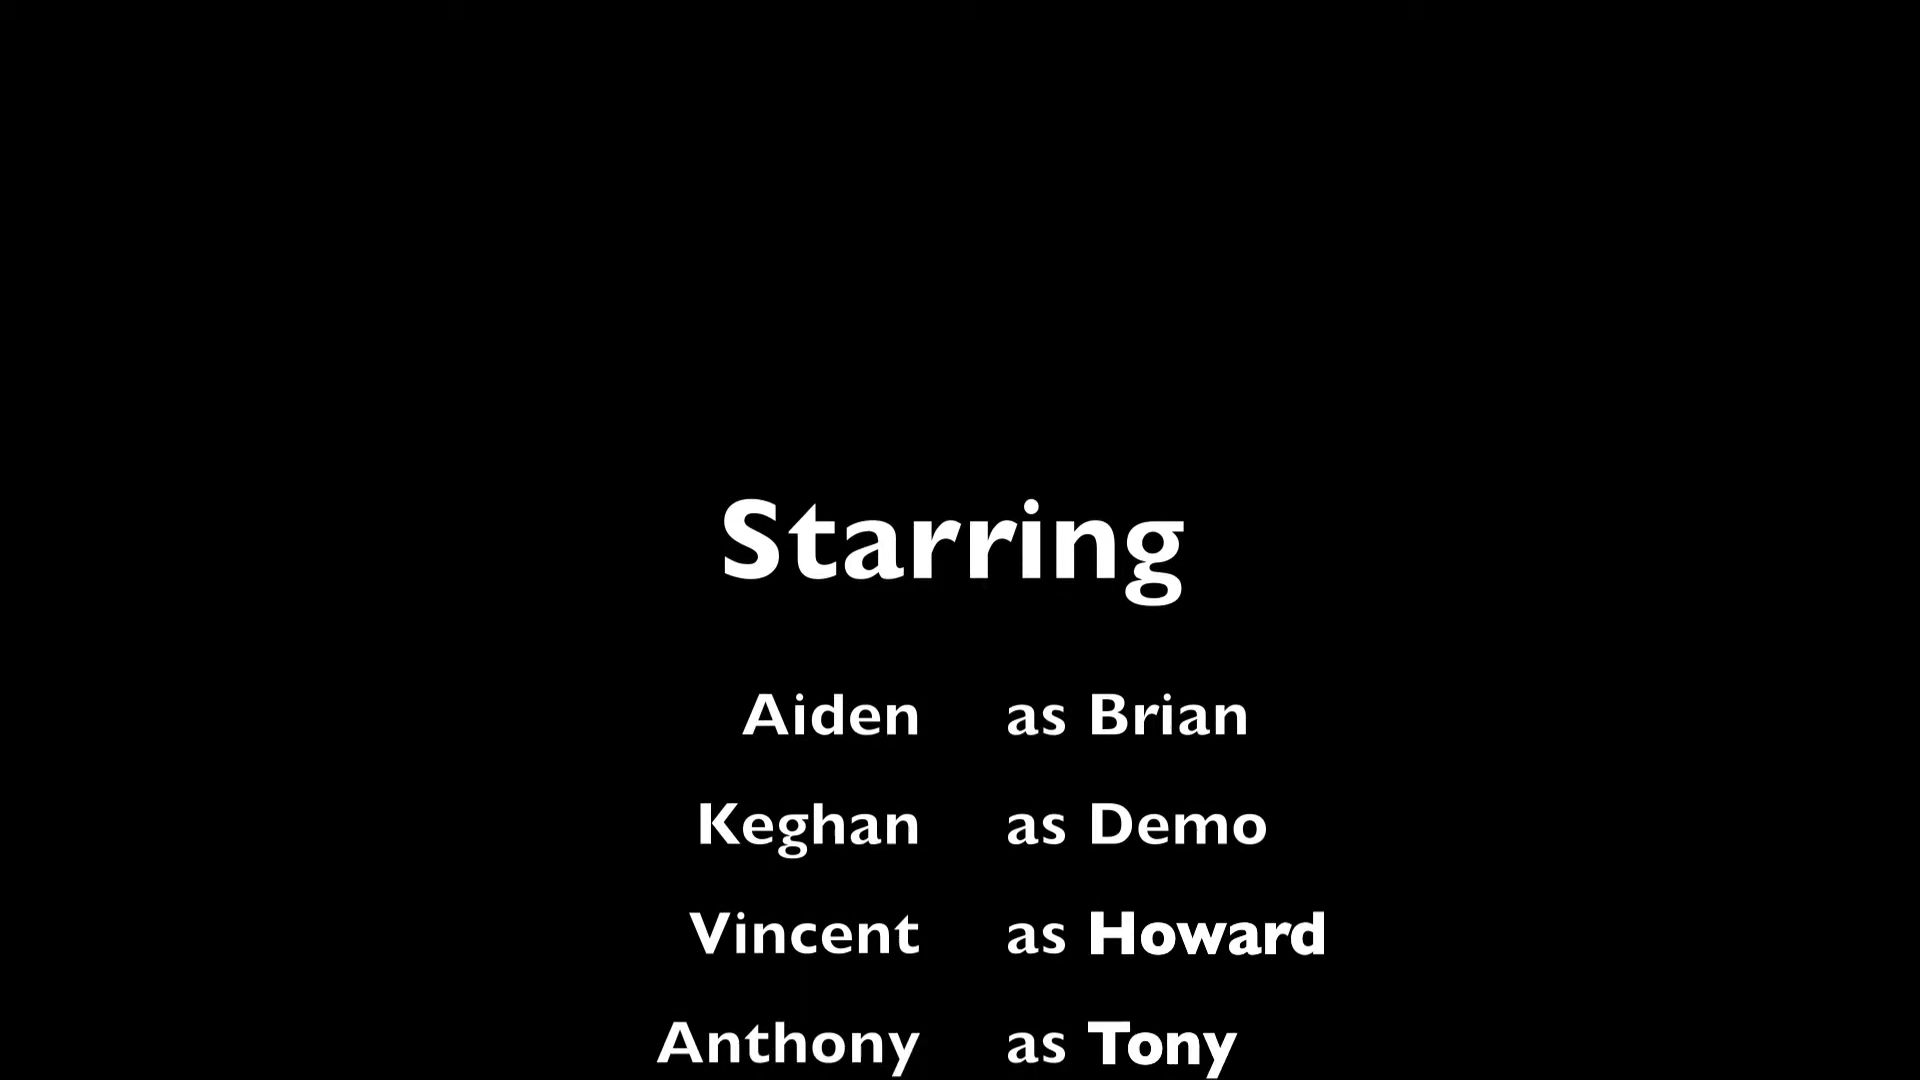 Starring
Aiden as Brian
Keghan as Demo
Vincent as Howard
Anthony as Tony